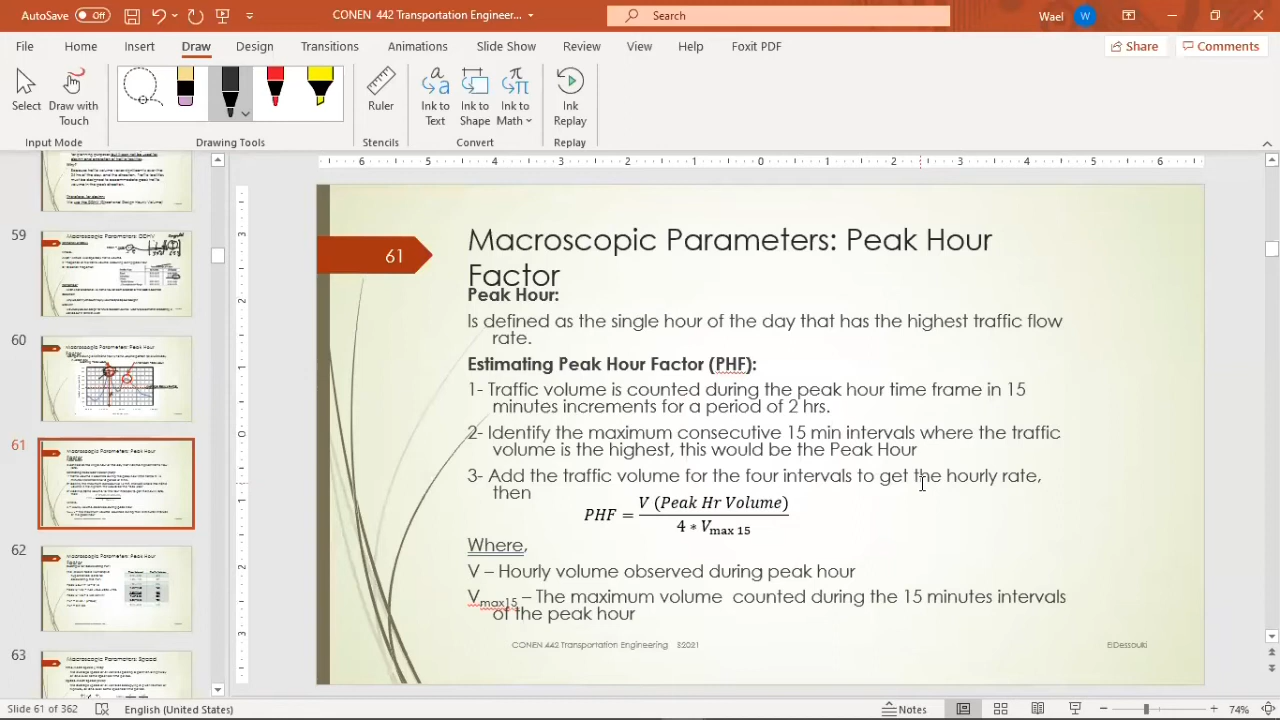 AutoSave Off CONEN 442 Transportation Engineer... Search Wael W
File Home Insert Draw Design Transitions Animations Slide Show Review View Help Foxit PDF Share Comments
Select Draw with Touch Ruler Ink to Text Ink to Shape Ink to Math Ink Replay
Input Mode Drawing Tools Stencils Convert Replay
59
60
61
62
63
61
Macroscopic Parameters: Peak Hour
Factor
Peak Hour:
Is defined as the single hour of the day that has the highest traffic flow
rate.
Estimating Peak Hour Factor (PHF):
1- Traffic volume is counted during the peak hour time frame in 15
minutes increments for a period of 2 hrs.
2- Identify the maximum consecutive 15 min intervals where the traffic
volume is the highest, this would be the Peak Hour
3- Add the traffic volume for the four intervals to get the hourly rate,
then
PHF = V (Peak Hr Volume) / 4 * Vmax 15
Where,
V – Hourly volume observed during peak hour
Vmax15 – The maximum volume counted during the 15 minutes intervals
of the peak hour
CONEN 442 Transportation Engineering ©2021 ElDessouki
Slide 61 of 362 English (United States) Notes 74%